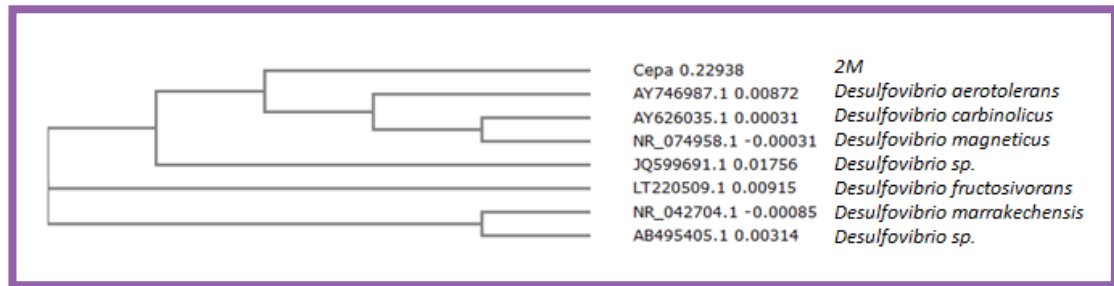 Cepa 0.22938 2M
AY746987.1 0.00872 Desulfovibrio aerotolerans
AY626035.1 0.00031 Desulfovibrio carbinolicus
NR_074958.1 -0.00031 Desulfovibrio magneticus
JQ599691.1 0.01756 Desulfovibrio sp.
LT220509.1 0.00915 Desulfovibrio fructosivorans
NR_042704.1 -0.00085 Desulfovibrio marrakechensis
AB495405.1 0.00314 Desulfovibrio sp.